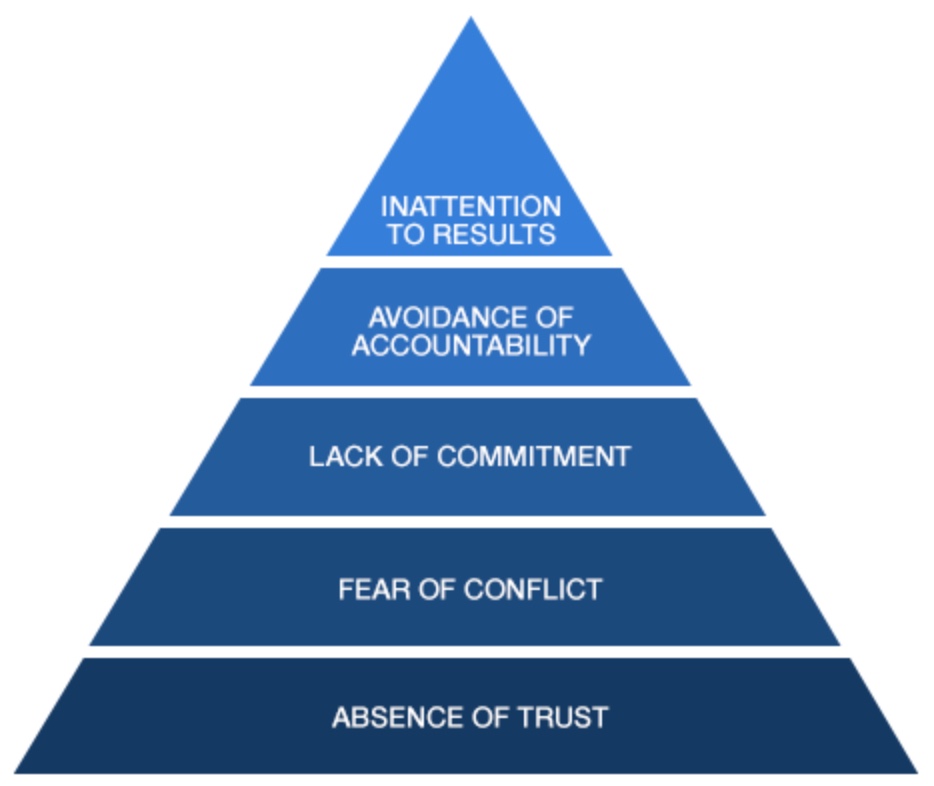 INATTENTION
TO RESULTS
AVOIDANCE OF
ACCOUNTABILITY
LACK OF COMMITMENT
FEAR OF CONFLICT
ABSENCE OF TRUST